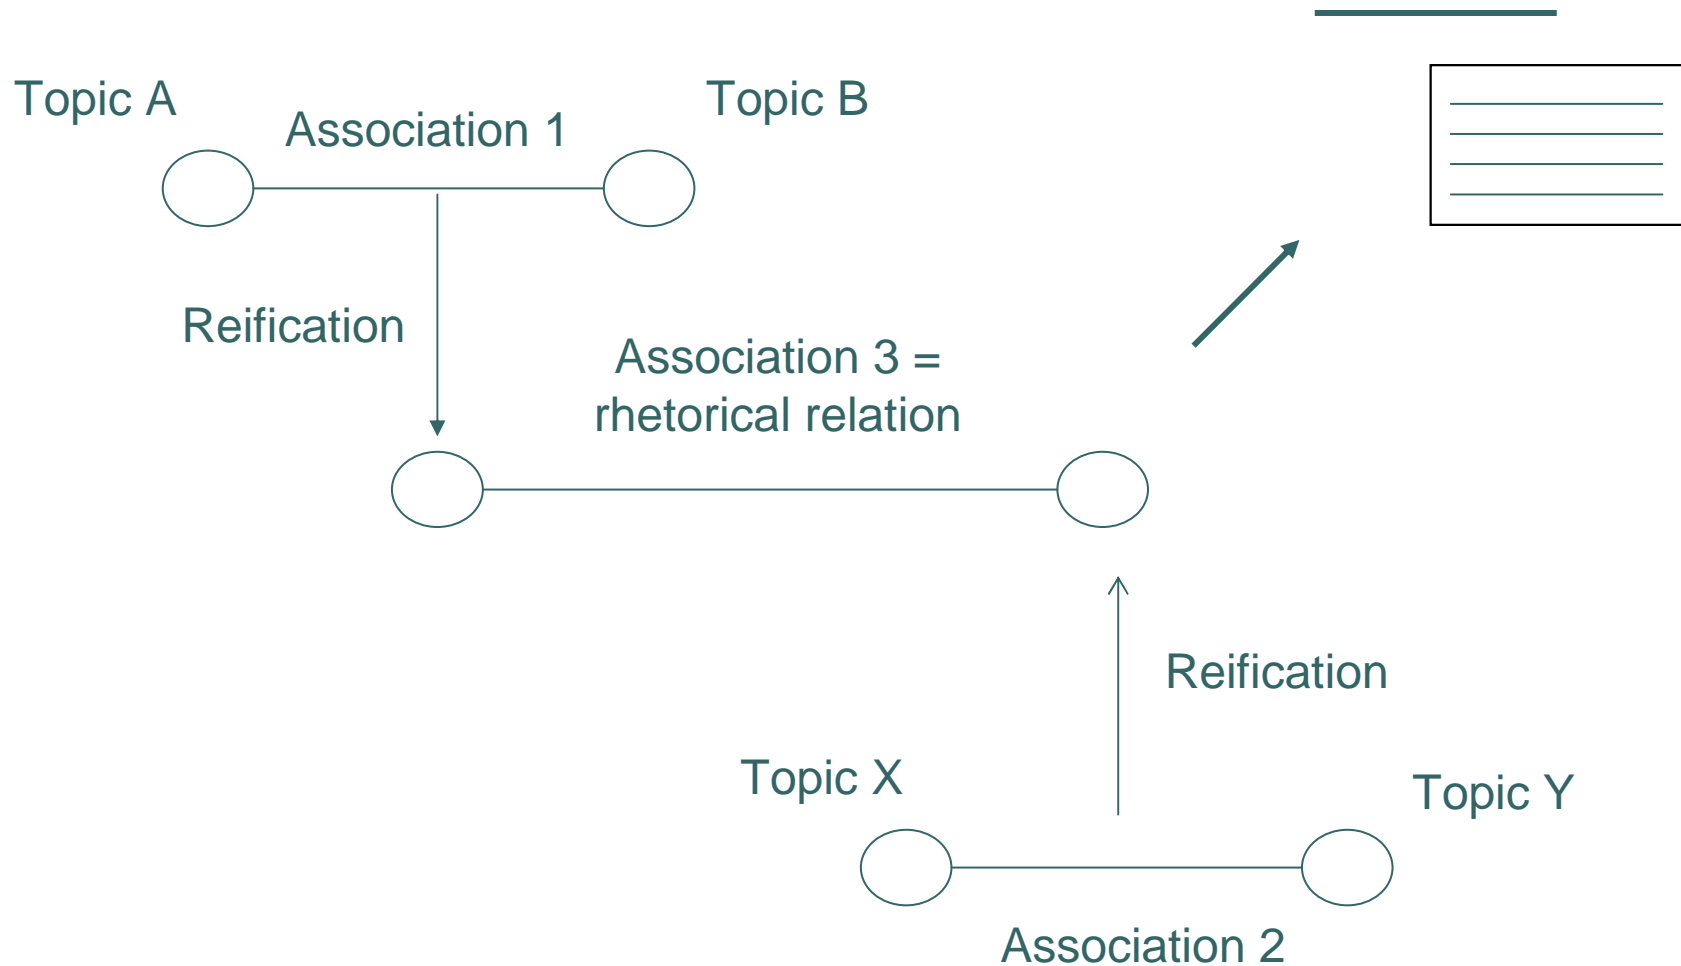 Topic A
Association 1
Topic B
Reification
Association 3 =
rhetorical relation
Reification
Topic X
Topic Y
Association 2